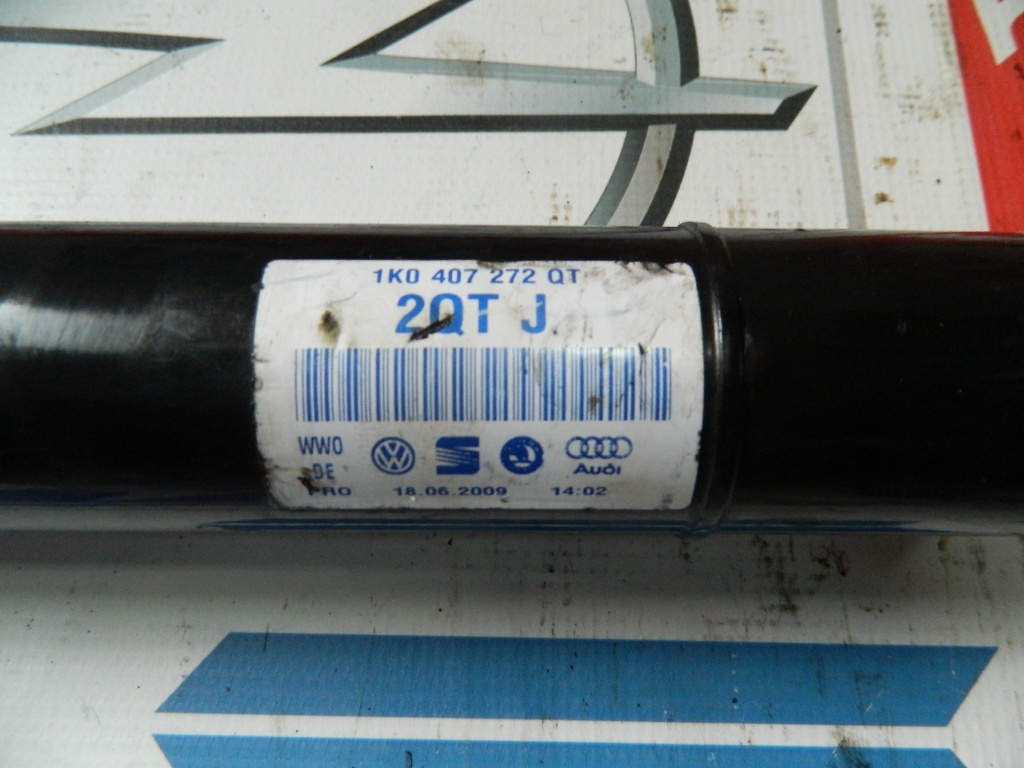 1K0 407 272 QT
2QT J
WWO
DE
PRO 18.06.2009 14:02
Audi